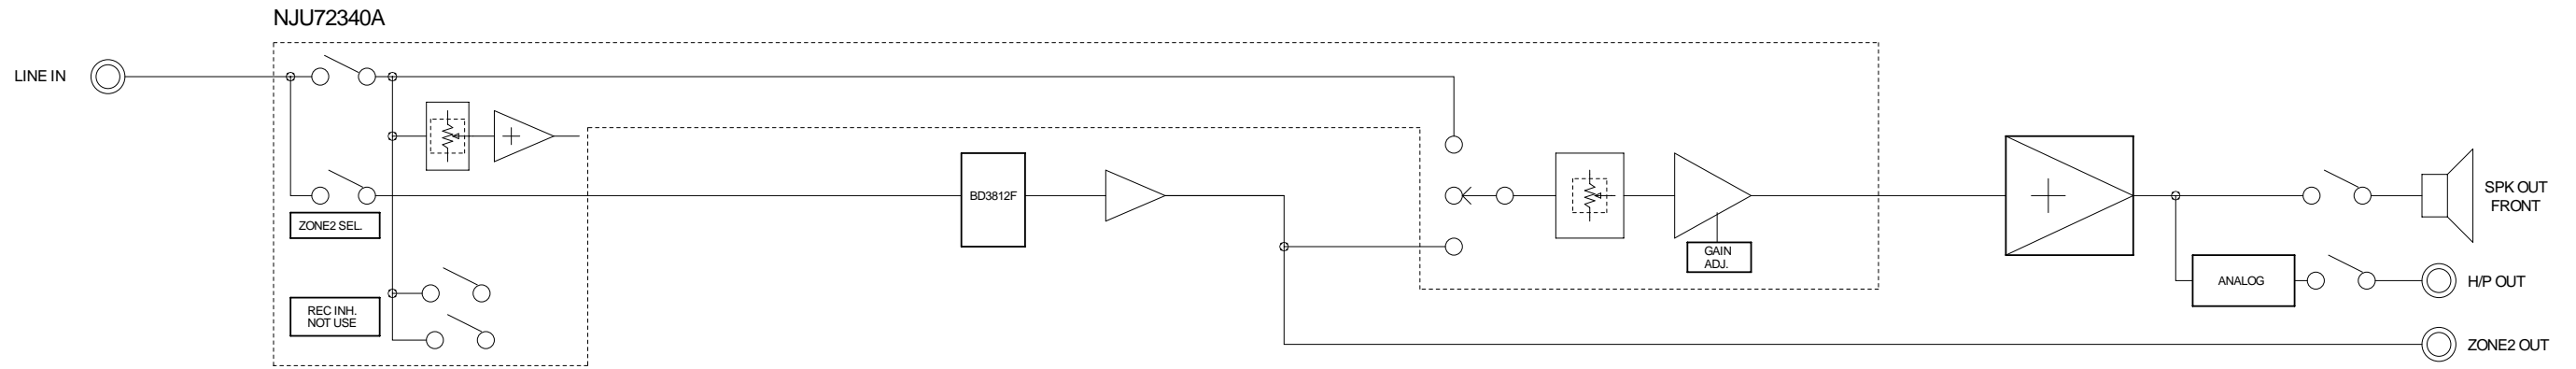 NJU72340A
LINE IN
ZONE2 SEL.
REC INH.
NOT USE
BD3812F
GAIN
ADJ.
SPK OUT
FRONT
ANALOG
H/P OUT
ZONE2 OUT